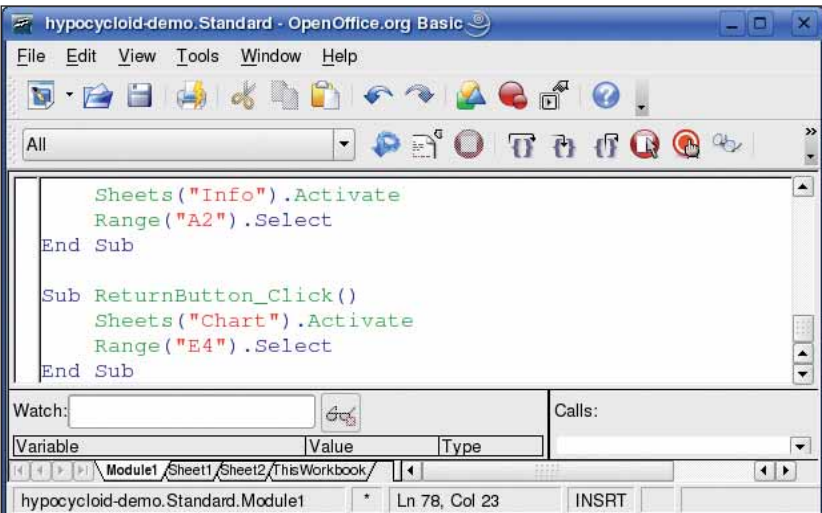 hypocycloid-demo.Standard - OpenOffice.org Basic
File Edit View Tools Window Help
All
Sheets("Info").Activate
Range("A2").Select
End Sub
Sub ReturnButton_Click()
Sheets("Chart").Activate
Range("E4").Select
End Sub
Watch: Calls:
Variable Value Type
Module1 Sheet1 Sheet2 ThisWorkbook
hypocycloid-demo.Standard.Module1 * Ln 78, Col 23 INSRT